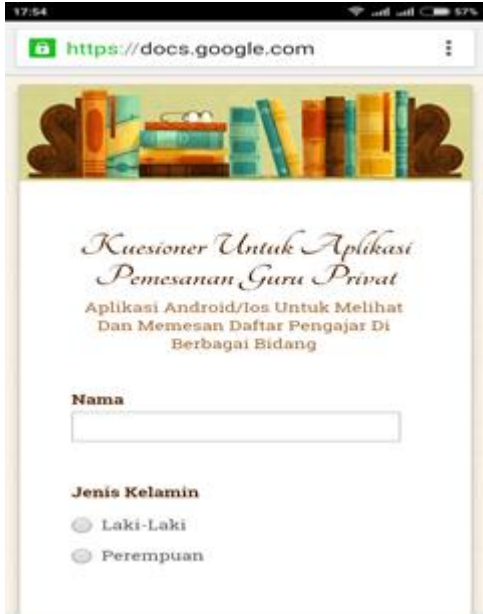 17:54
57%
https://docs.google.com
Kuesioner Untuk Aplikasi
Pemesanan Guru Privat
Aplikasi Android/Ios Untuk Melihat
Dan Memesan Daftar Pengajar Di
Berbagai Bidang
Nama
Jenis Kelamin
Laki-Laki
Perempuan